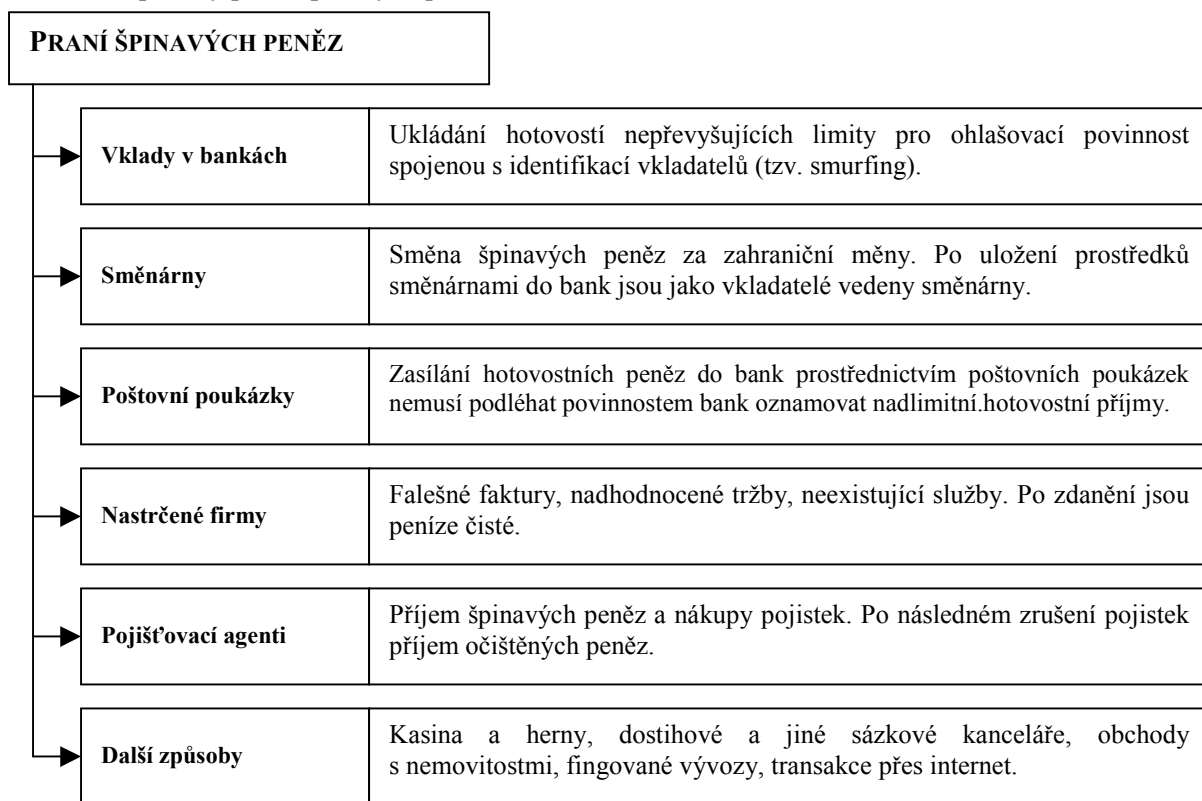 PRANÍ ŠPINAVÝCH PENĚZ
Vklady v bankách
Ukládání hotovostí nepřevyšujících limity pro ohlašovací povinnost
spojenou s identifikací vkladatelů (tzv. smurfing).
Směnárny
Směna špinavých peněz za zahraniční měny. Po uložení prostředků
směnárnami do bank jsou jako vkladatelé vedeny směnárny.
Poštovní poukázky
Zasílání hotovostních peněz do bank prostřednictvím poštovních poukázek
nemusí podléhat povinnostem bank oznamovat nadlimitní.hotovostní příjmy.
Nastrčené firmy
Falešné faktury, nadhodnocené tržby, neexistující služby. Po zdanění jsou
peníze čisté.
Pojišťovací agenti
Příjem špinavých peněz a nákupy pojistek. Po následném zrušení pojistek
příjem očištěných peněz.
Další způsoby
Kasina a herny, dostihové a jiné sázkové kanceláře, obchody
s nemovitostmi, fingované vývozy, transakce přes internet.